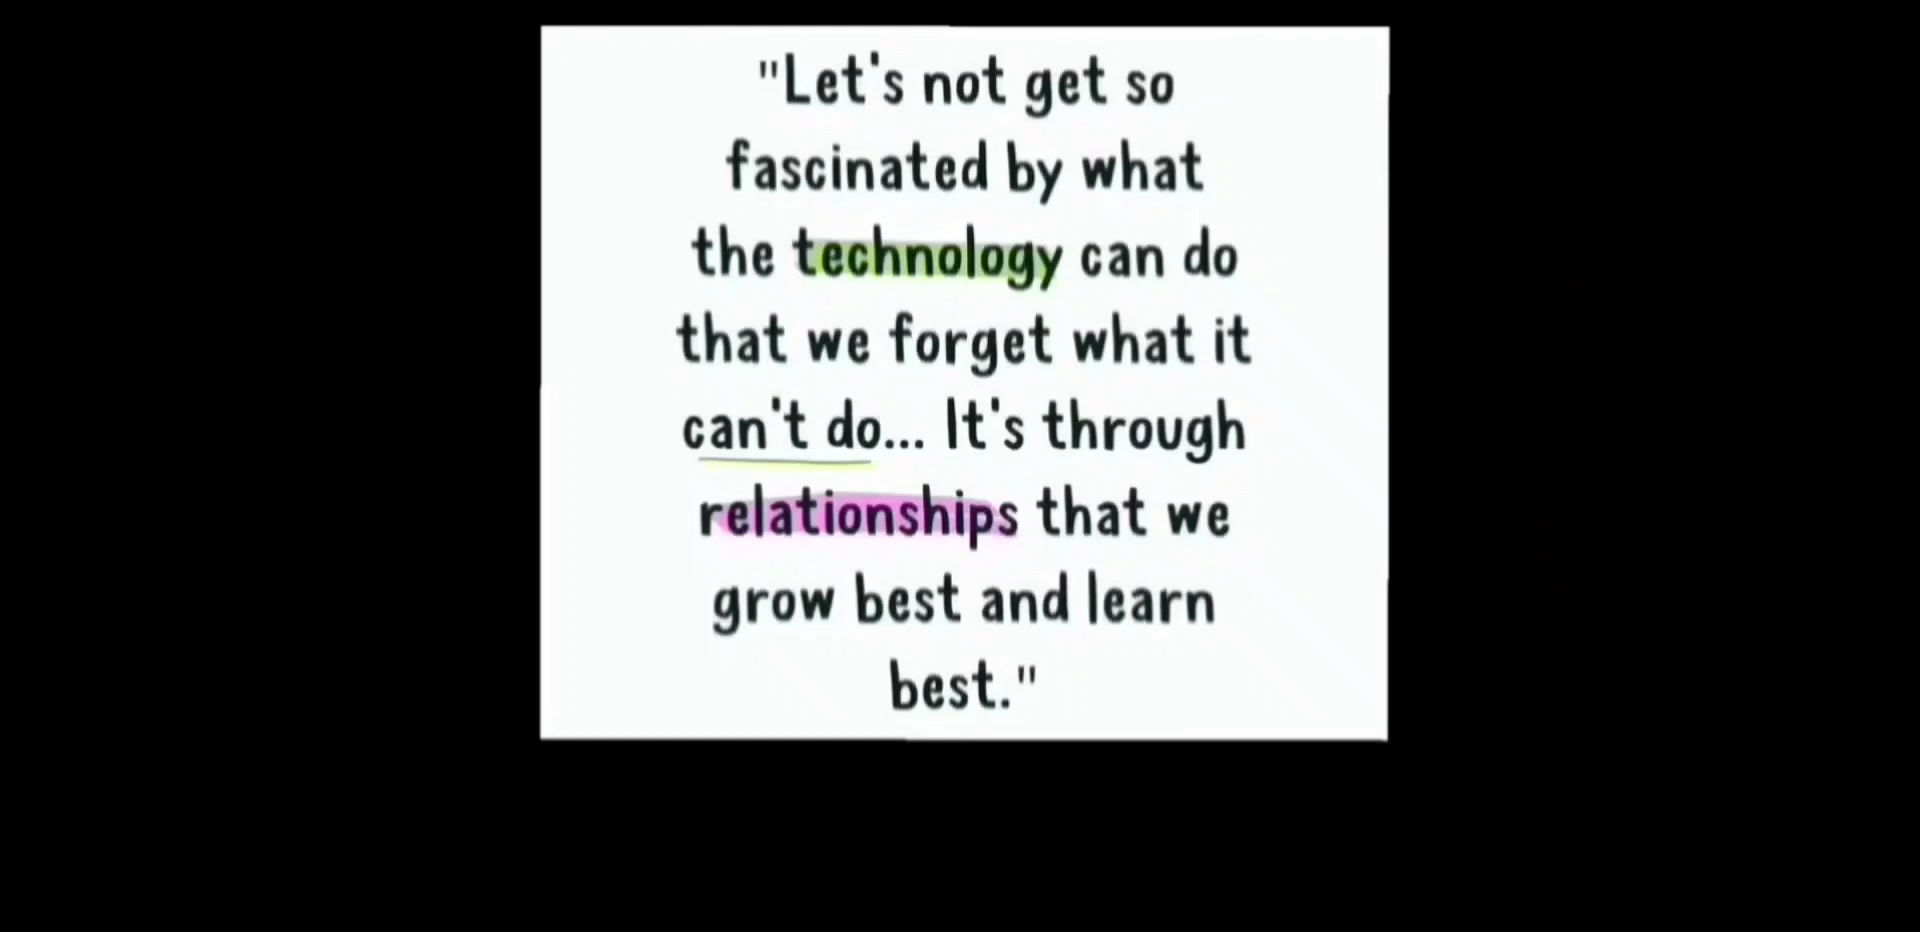 "Let's not get so
fascinated by what
the technology can do
that we forget what it
can't do... It's through
relationships that we
grow best and learn
best."